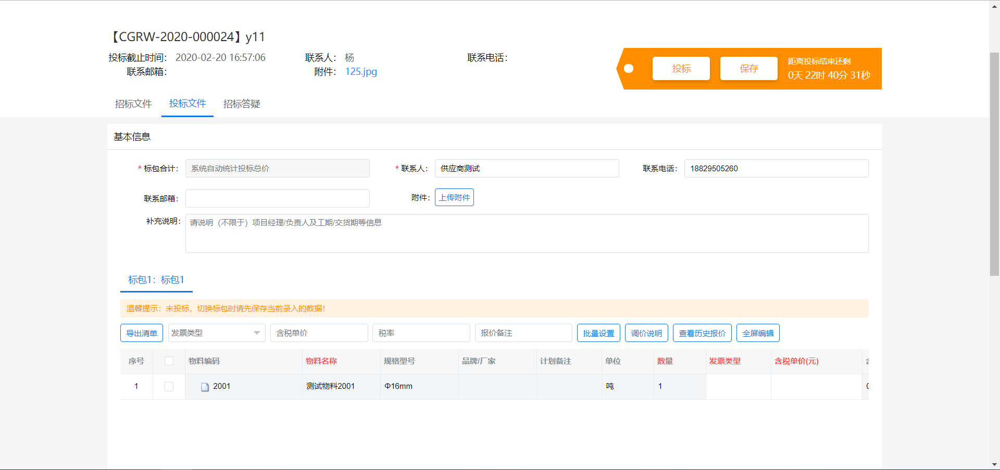 【CGRW-2020-000024】y11
投标截止时间： 2020-02-20 16:57:06 联系人： 杨 联系电话：
联系邮箱： 附件： 125.jpg
投标 保存 距离投标结束还剩
0天 22时 40分 31秒
招标文件 投标文件 招标答疑
基本信息
* 标包合计： 系统自动统计投标总价 * 联系人： 供应商测试 联系电话： 18829505260
联系邮箱： 附件： 上传附件
补充说明： 请说明（不限于）项目经理/负责人及工期/交货期等信息
标包1：标包1
温馨提示：未投标，切换标包时请先保存当前录入的数据！
导出清单 发票类型 含税单价 税率 报价备注 批量设置 调价说明 查看历史报价 全屏编辑
序号 物料编码 物料名称 规格型号 品牌/厂家 计划备注 单位 数量 发票类型 含税单价(元)
1 2001 测试物料2001 Φ16mm 吨 1